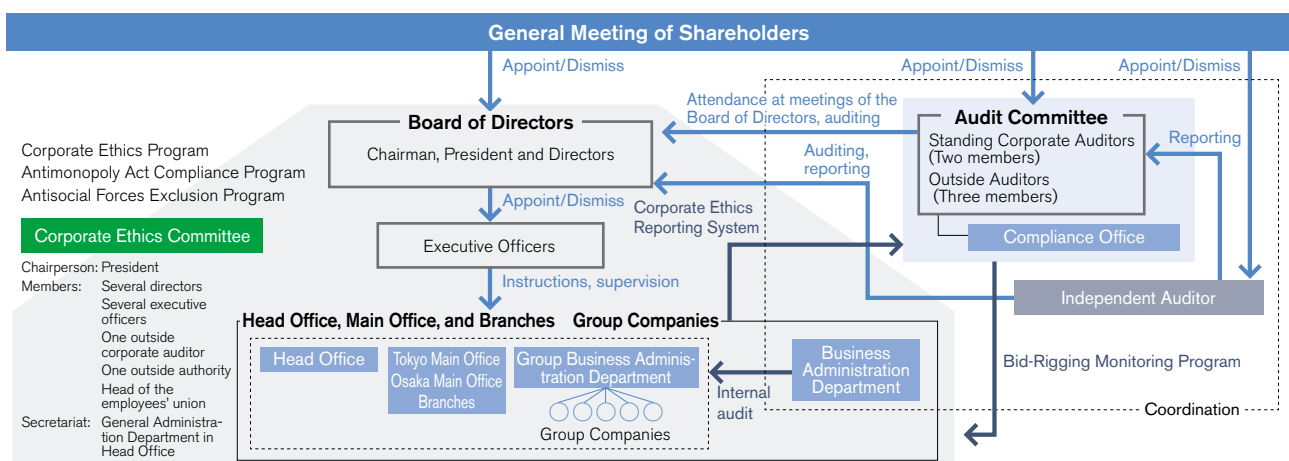 General Meeting of Shareholders
Appoint/Dismiss
Appoint/Dismiss
Appoint/Dismiss
Attendance at meetings of the
Board of Directors, auditing
Board of Directors
Chairman, President and Directors
Audit Committee
Standing Corporate Auditors
(Two members)
Outside Auditors
(Three members)
Reporting
Auditing,
reporting
Corporate Ethics Program
Antimonopoly Act Compliance Program
Antisocial Forces Exclusion Program
Appoint/Dismiss
Corporate Ethics
Reporting System
Corporate Ethics Committee
Executive Officers
Compliance Office
Chairperson: President
Members: Several directors
Several executive
officers
One outside
corporate auditor
One outside authority
Head of the
employees' union
Secretariat: General Administra-
tion Department in
Head Office
Instructions, supervision
Independent Auditor
Head Office, Main Office, and Branches
Group Companies
Head Office
Tokyo Main Office
Osaka Main Office
Branches
Group Business Adminis-
tration Department
Group Companies
Internal
audit
Business
Administration
Department
Bid-Rigging Monitoring Program
Coordination